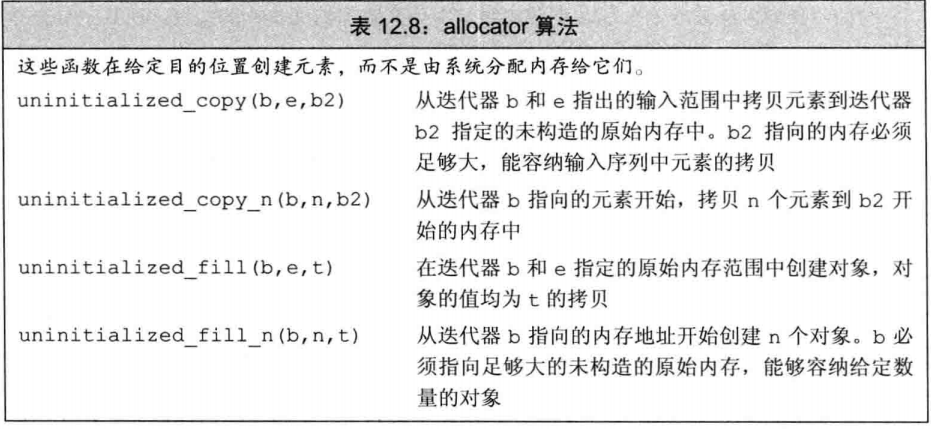 表 12.8：allocator 算法
这些函数在给定目的位置创建元素，而不是由系统分配内存给它们。
uninitialized_copy(b,e,b2) 从迭代器 b 和 e 指出的输入范围中拷贝元素到迭代器
b2 指定的未构造的原始内存中。b2 指向的内存必须
足够大，能容纳输入序列中元素的拷贝
uninitialized_copy_n(b,n,b2) 从迭代器 b 指向的元素开始，拷贝 n 个元素到 b2 开
始的内存中
uninitialized_fill(b,e,t) 在迭代器 b 和 e 指定的原始内存范围中创建对象，对
象的值均为 t 的拷贝
uninitialized_fill_n(b,n,t) 从迭代器 b 指向的内存地址开始创建 n 个对象。b 必
须指向足够大的未构造的原始内存，能够容纳给定数
量的对象